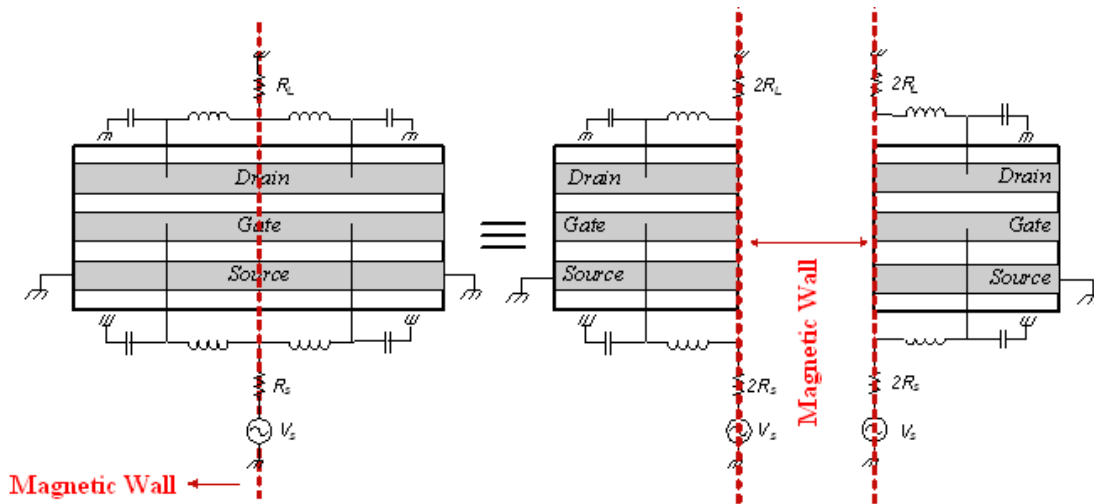 R_L
2R_L
2R_L
Drain
Gate
Source
Drain
Gate
Source
Drain
Gate
Source
Magnetic Wall
R_s
2R_s
2R_s
V_s
V_s
V_s
Magnetic Wall